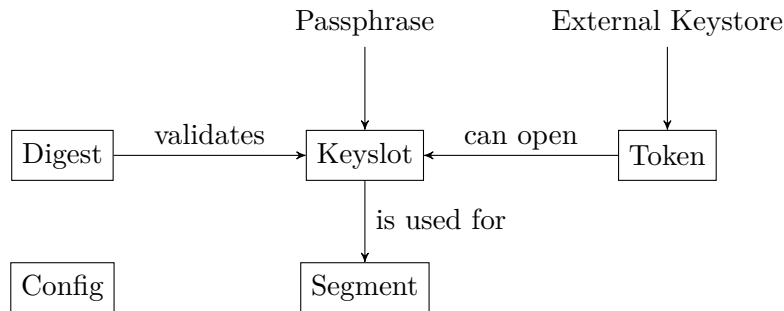 Passphrase
External Keystore
validates
can open
Digest
Keyslot
Token
is used for
Config
Segment